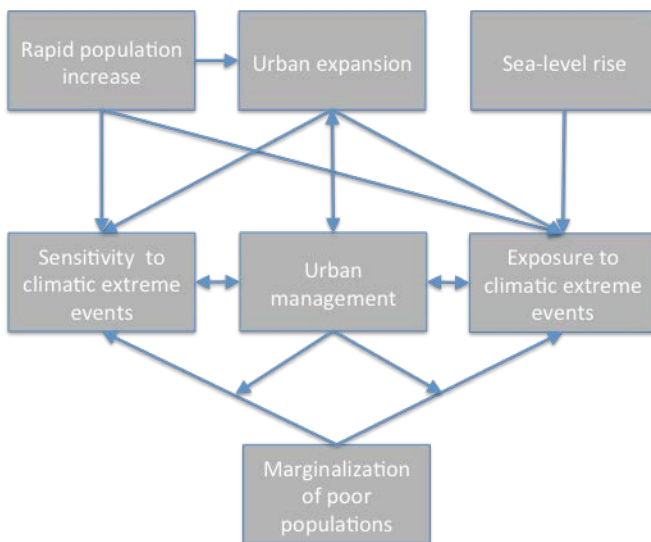 Rapid population
increase
Urban expansion
Sea-level rise
Sensitivity to
climatic extreme
events
Urban
management
Exposure to
climatic extreme
events
Marginalization
of poor
populations